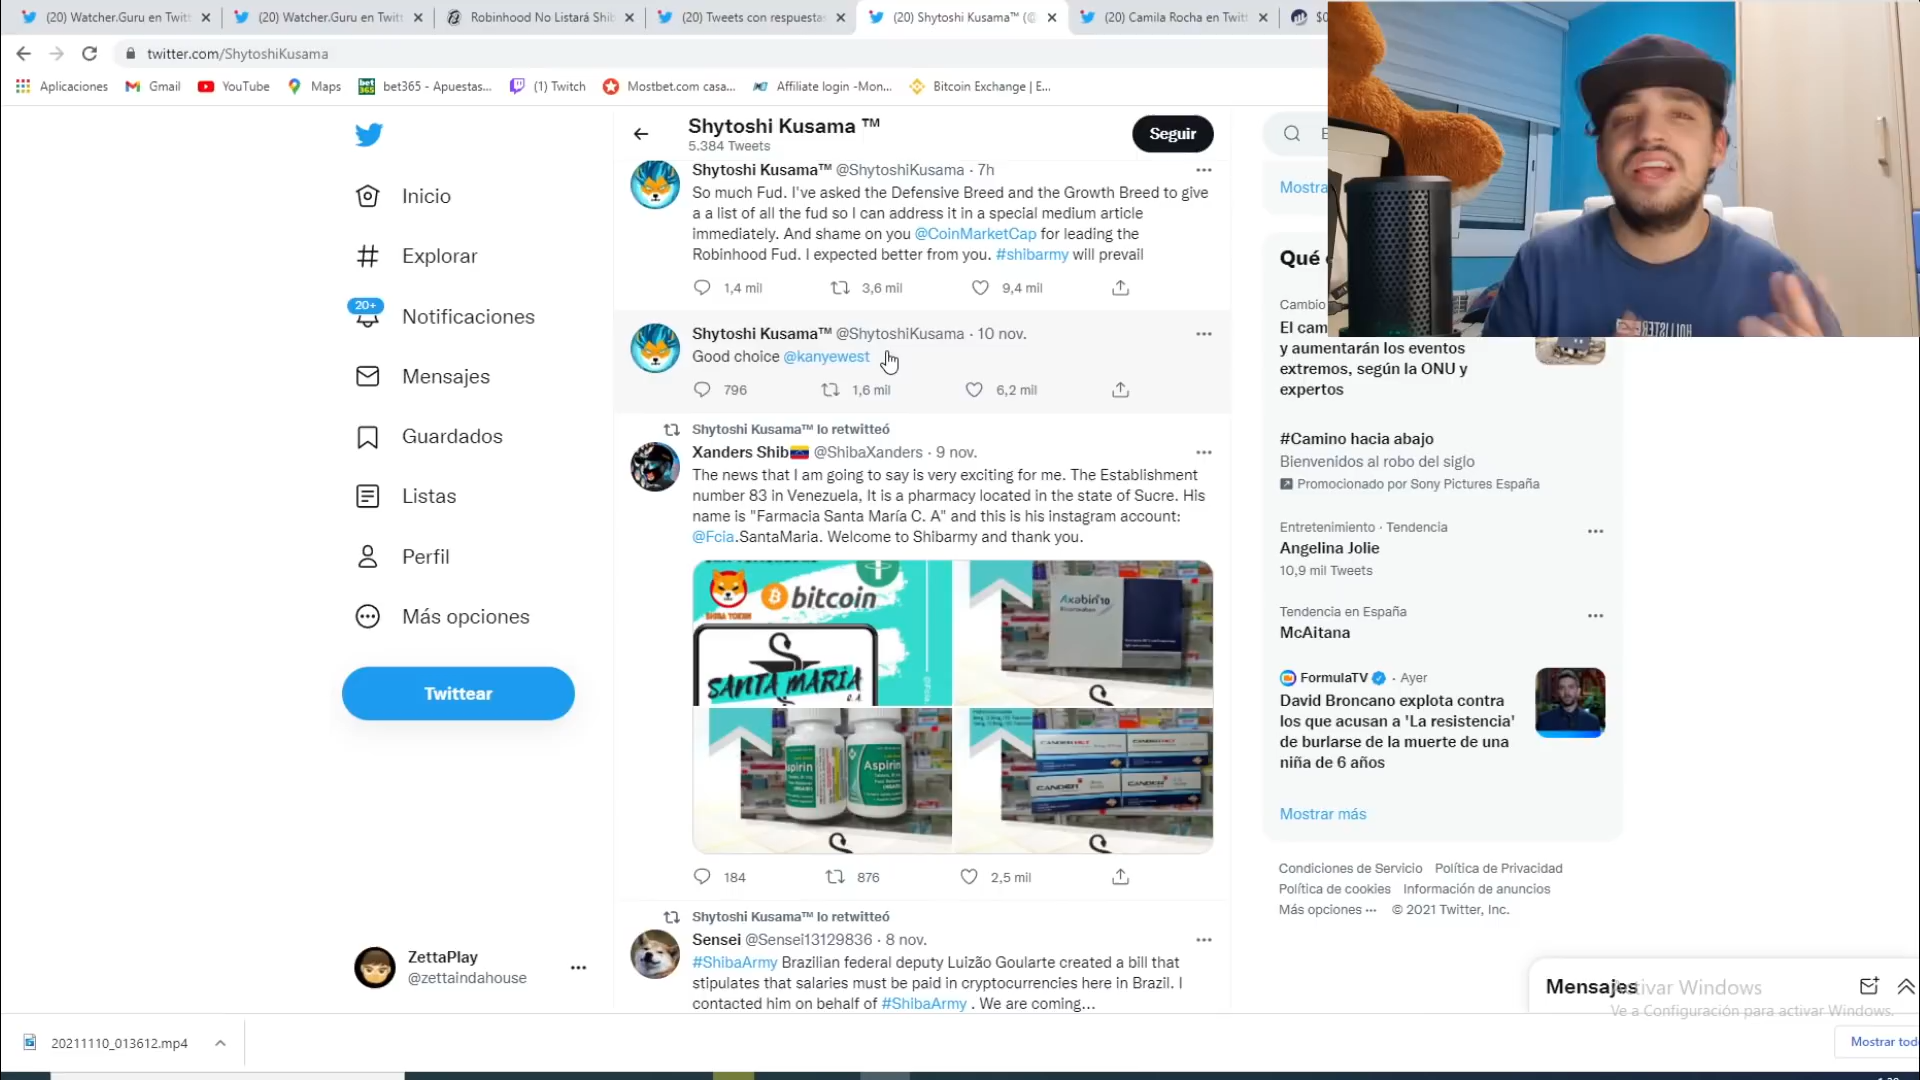 (20) Watcher.Guru en Twitt
(20) Watcher.Guru en Twitt
Robinhood No Listará Shib
(20) Tweets con respuesta
(20) Shytoshi Kusama™ (@
(20) Camila Rocha en Twitt
twitter.com/ShytoshiKusama
Aplicaciones
Gmail
YouTube
Maps
bet365 - Apuestas...
(1) Twitch
Mostbet.com casa...
Affiliate login -Mon...
Bitcoin Exchange | E...
Inicio
Explorar
20+
Notificaciones
Mensajes
Guardados
Listas
Perfil
Más opciones
Twittear
ZettaPlay
@zettaindahouse
Shytoshi Kusama ™
5.384 Tweets
Seguir
Shytoshi Kusama™ @ShytoshiKusama · 7h
So much Fud. I've asked the Defensive Breed and the Growth Breed to give
a a list of all the fud so I can address it in a special medium article
immediately. And shame on you @CoinMarketCap for leading the
Robinhood Fud. I expected better from you. #shibarmy will prevail
1,4 mil 3,6 mil 9,4 mil
Shytoshi Kusama™ @ShytoshiKusama · 10 nov.
Good choice @kanyewest
796 1,6 mil 6,2 mil
Shytoshi Kusama™ lo retwitteó
Xanders Shib @ShibaXanders · 9 nov.
The news that I am going to say is very exciting for me. The Establishment
number 83 in Venezuela, It is a pharmacy located in the state of Sucre. His
name is "Farmacia Santa María C. A" and this is his instagram account:
@Fcia.SantaMaria. Welcome to Shibarmy and thank you.
SHIBA TOKEN
bitcoin
SANTA MARIA
Axabin 10
Aspirin
Aspirin
184 876 2,5 mil
Shytoshi Kusama™ lo retwitteó
Sensei @Sensei13129836 · 8 nov.
#ShibaArmy Brazilian federal deputy Luizão Goularte created a bill that
stipulates that salaries must be paid in cryptocurrencies here in Brazil. I
contacted him on behalf of #ShibaArmy . We are coming...
Mostra
Qué
Cambio
El cam
y aumentarán los eventos
extremos, según la ONU y
expertos
#Camino hacia abajo
Bienvenidos al robo del siglo
Promocionado por Sony Pictures España
Entretenimiento · Tendencia
Angelina Jolie
10,9 mil Tweets
Tendencia en España
McAitana
FormulaTV · Ayer
David Broncano explota contra
los que acusan a 'La resistencia'
de burlarse de la muerte de una
niña de 6 años
Mostrar más
Condiciones de Servicio Política de Privacidad
Política de cookies Información de anuncios
Más opciones ··· © 2021 Twitter, Inc.
HOLLISTER
Mensajes
Activar Windows
Ve a Configuración para activar Windows.
20211110_013612.mp4
Mostrar tod